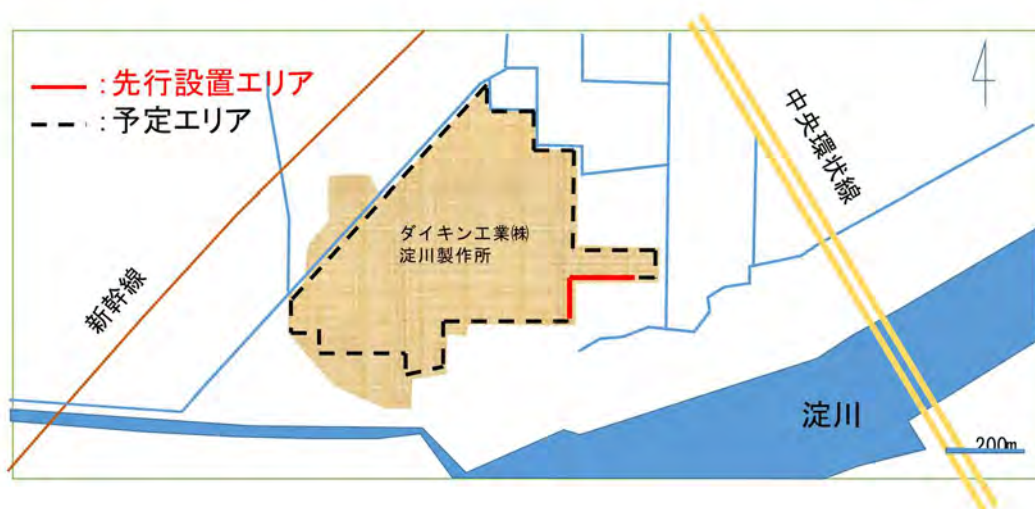 ：先行設置エリア
：予定エリア
中央環状線
ダイキン工業㈱
淀川製作所
新幹線
淀川
200m